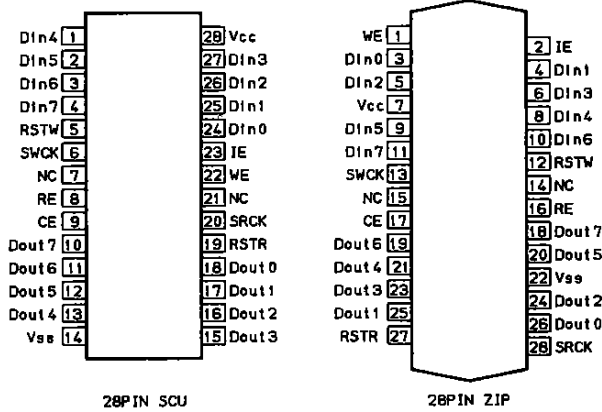 DIn4 1 28 Vcc
DIn5 2 27 DIn3
DIn6 3 26 DIn2
DIn7 4 25 DIn1
RSTW 5 24 DIn0
SWCK 6 23 IE
NC 7 22 WE
RE 8 21 NC
CE 9 20 SRCK
Dout7 10 19 RSTR
Dout6 11 18 Dout0
Dout5 12 17 Dout1
Dout4 13 16 Dout2
Vss 14 15 Dout3
28PIN SCU
WE 1
2 IE
DIn0 3
4 DIn1
DIn2 5
6 DIn3
Vcc 7
8 DIn4
DIn5 9
10 DIn6
DIn7 11
12 RSTW
SWCK 13
14 NC
NC 15
16 RE
CE 17
18 Dout7
Dout6 19
20 Dout5
Dout4 21
22 Vss
Dout3 23
24 Dout2
Dout1 25
26 Dout0
RSTR 27
28 SRCK
28PIN ZIP